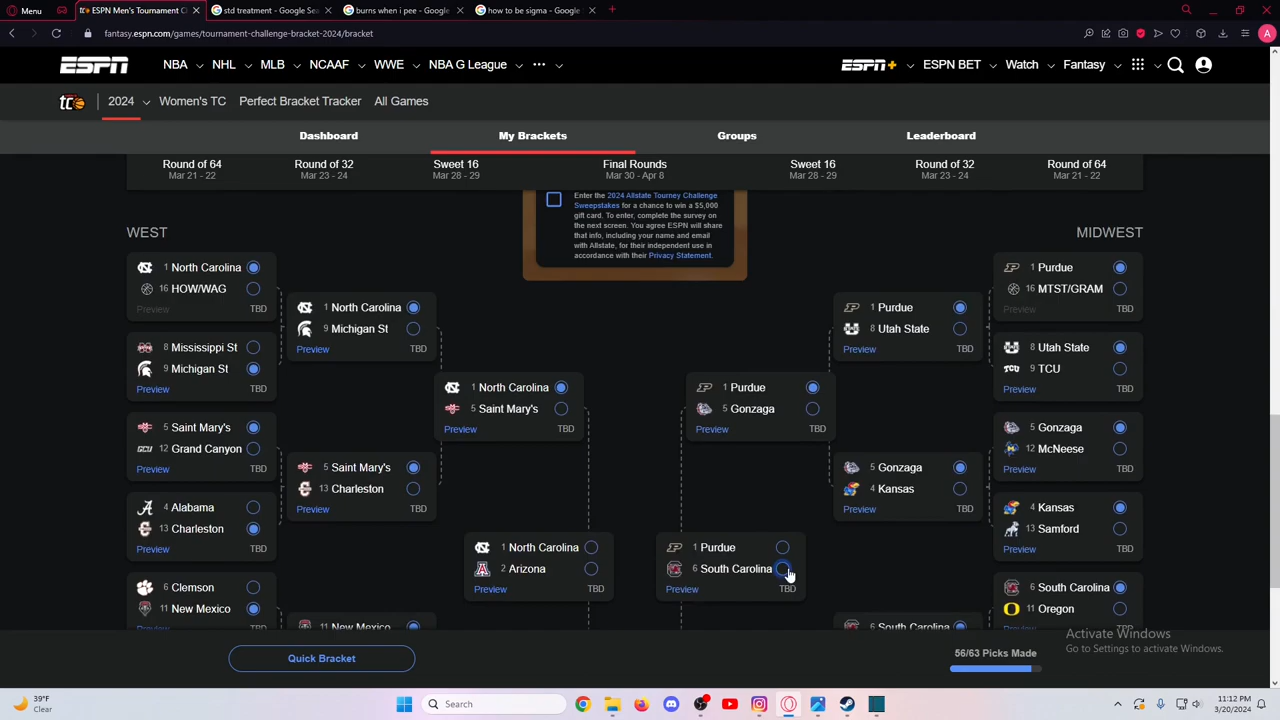 Menu
ESPN Men's Tournament C
std treatment - Google Sea
burns when i pee - Google
how to be sigma - Google
fantasy.espn.com/games/tournament-challenge-bracket-2024/bracket
A
ESPN NBA NHL MLB NCAAF WWE NBA G League ESPN+ ESPN BET Watch Fantasy
tc 2024 Women's TC Perfect Bracket Tracker All Games
Dashboard My Brackets Groups Leaderboard
Round of 64 Round of 32 Sweet 16 Final Rounds Sweet 16 Round of 32 Round of 64
Mar 21 - 22 Mar 23 - 24 Mar 28 - 29 Mar 30 - Apr 8 Mar 28 - 29 Mar 23 - 24 Mar 21 - 22
Enter the 2024 Allstate Tourney Challenge
Sweepstakes for a chance to win a $5,000
gift card. To enter, complete the survey on
the next screen. You agree ESPN will share
that info, including your name and email
with Allstate, for their independent use in
accordance with their Privacy Statement.
WEST
1 North Carolina
16 HOW/WAG
Preview TBD
8 Mississippi St
9 Michigan St
Preview TBD
5 Saint Mary's
12 Grand Canyon
Preview TBD
4 Alabama
13 Charleston
Preview TBD
6 Clemson
11 New Mexico
Preview TBD
1 North Carolina
9 Michigan St
Preview TBD
5 Saint Mary's
13 Charleston
Preview TBD
11 New Mexico
1 North Carolina
5 Saint Mary's
Preview TBD
1 North Carolina
2 Arizona
Preview TBD
1 Purdue
5 Gonzaga
Preview TBD
1 Purdue
6 South Carolina
Preview TBD
1 Purdue
8 Utah State
Preview TBD
5 Gonzaga
4 Kansas
Preview TBD
6 South Carolina
MIDWEST
1 Purdue
16 MTST/GRAM
Preview TBD
8 Utah State
9 TCU
Preview TBD
5 Gonzaga
12 McNeese
Preview TBD
4 Kansas
13 Samford
Preview TBD
6 South Carolina
11 Oregon
Preview TBD
Quick Bracket
56/63 Picks Made
Activate Windows
Go to Settings to activate Windows.
39°F
Clear
Search
11:12 PM
3/20/2024